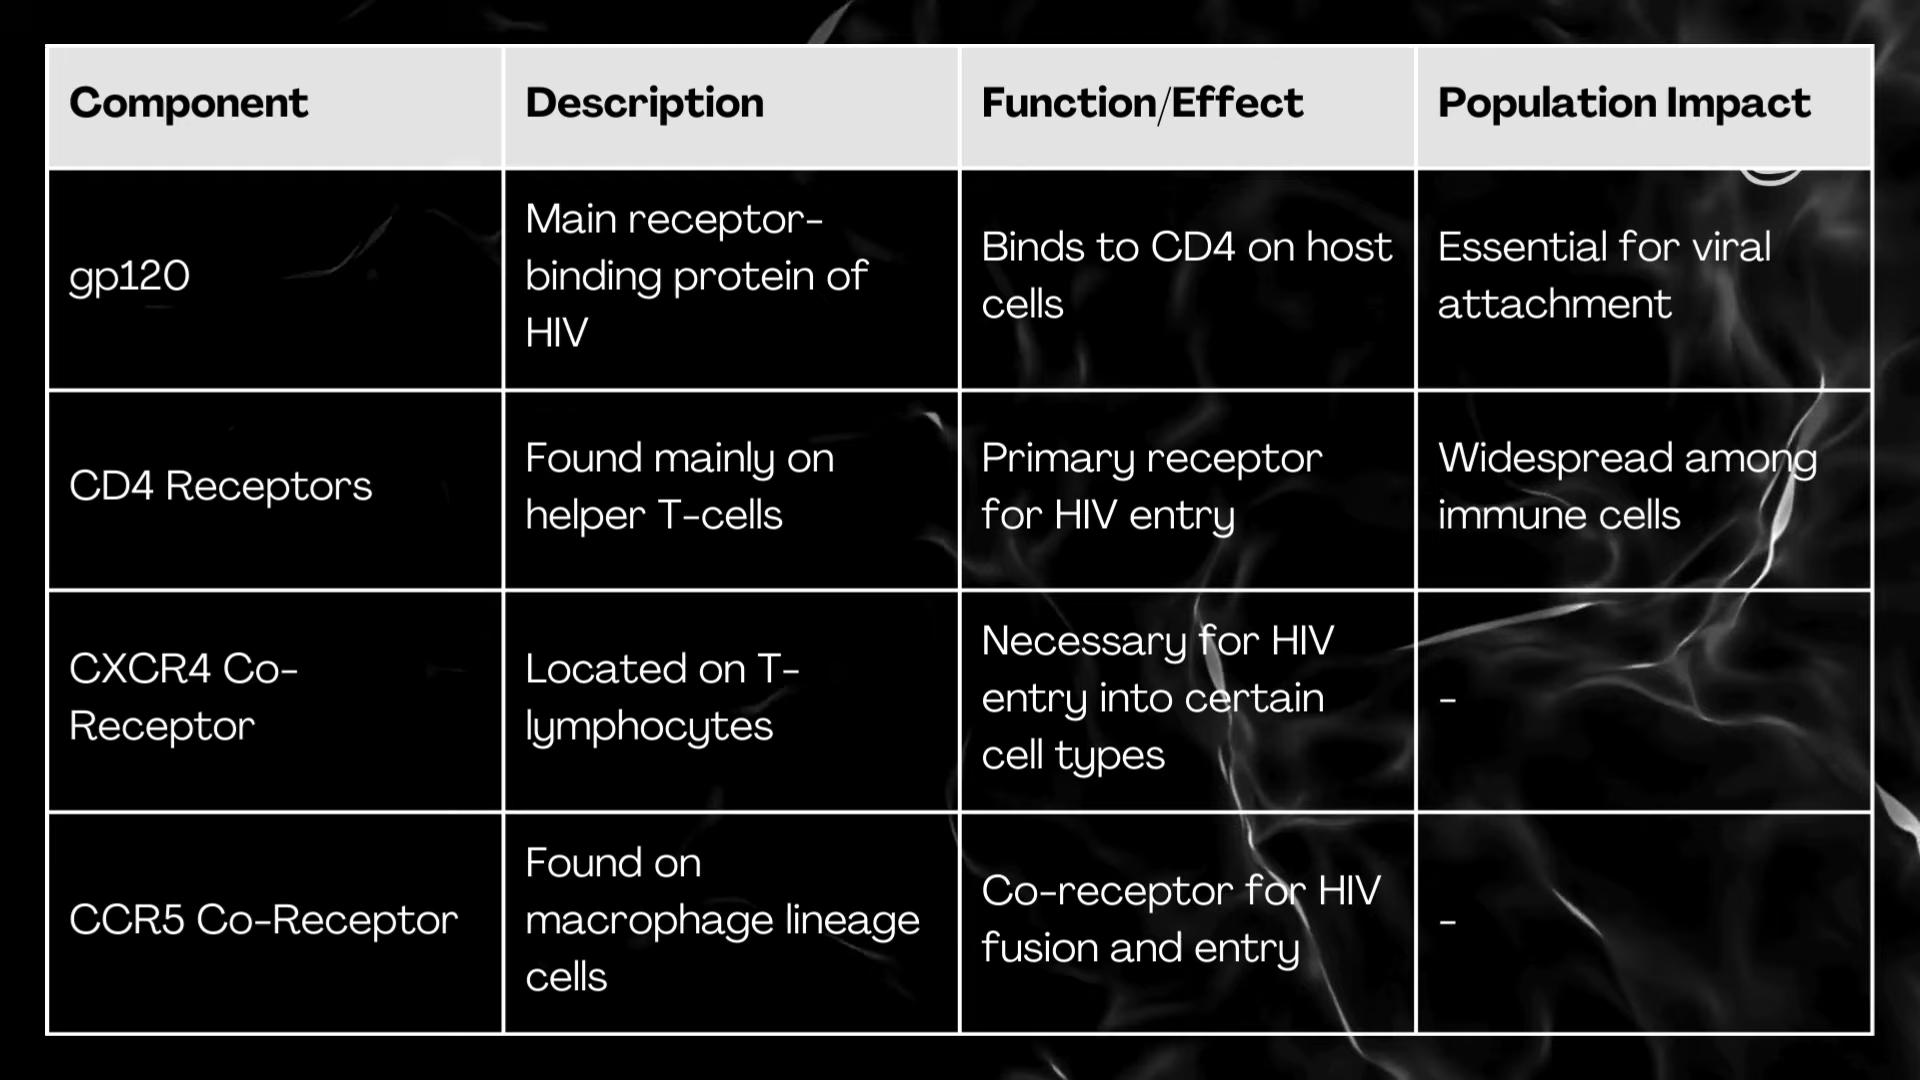 Component
Description
Function/Effect
Population Impact
gp120
Main receptor-
binding protein of
HIV
Binds to CD4 on host
cells
Essential for viral
attachment
CD4 Receptors
Found mainly on
helper T-cells
Primary receptor
for HIV entry
Widespread among
immune cells
CXCR4 Co-
Receptor
Located on T-
lymphocytes
Necessary for HIV
entry into certain
cell types
-
CCR5 Co-Receptor
Found on
macrophage lineage
cells
Co-receptor for HIV
fusion and entry
-